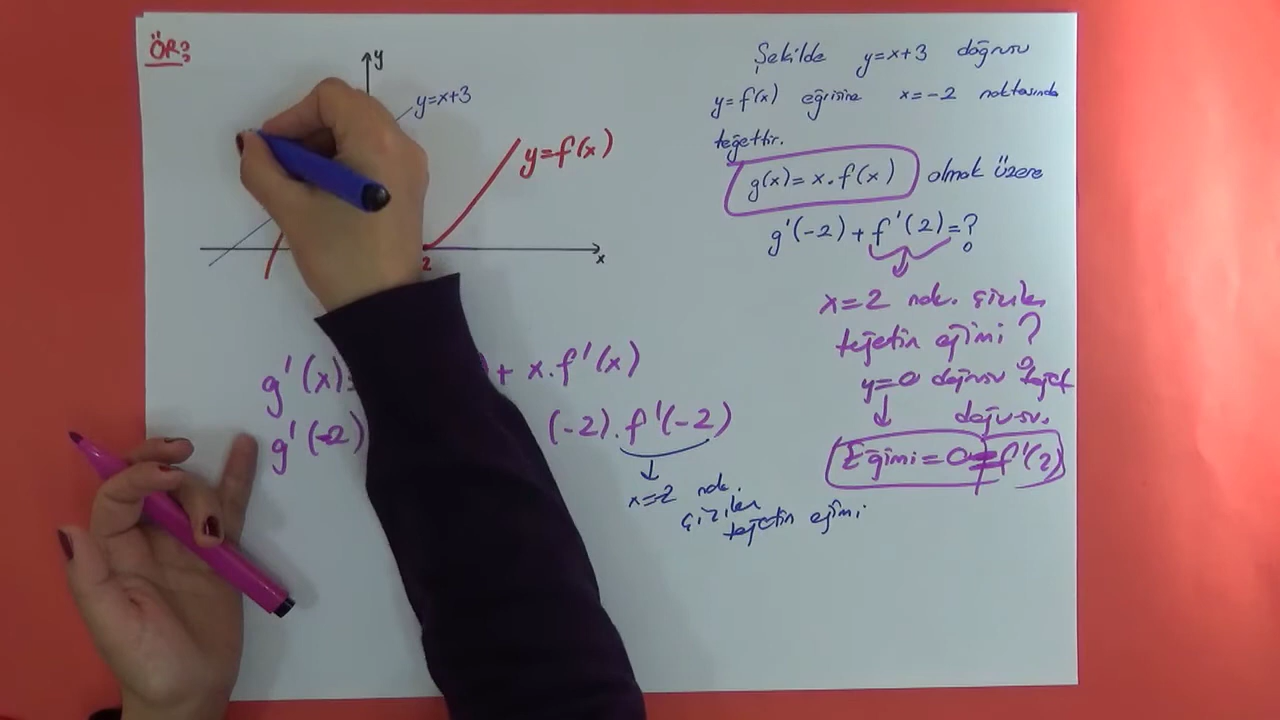 ÖR:
y
y=x+3
y=f(x)
2
x
Şekilde y=x+3 doğrusu
y=f(x) eğrisine x=-2 noktasında
teğettir.
g(x)=x.f(x) olmak üzere
g'(-2)+f'(2)=?
x=2 nok. çizilen
teğetin eğimi?
y=0 doğrusu teğet
doğrusu.
Eğimi=0=f'(2)
g'(x)= + x.f'(x)
g'(-2) (-2).f'(-2)
x=-2 nok.
çizilen
teğetin eğimi